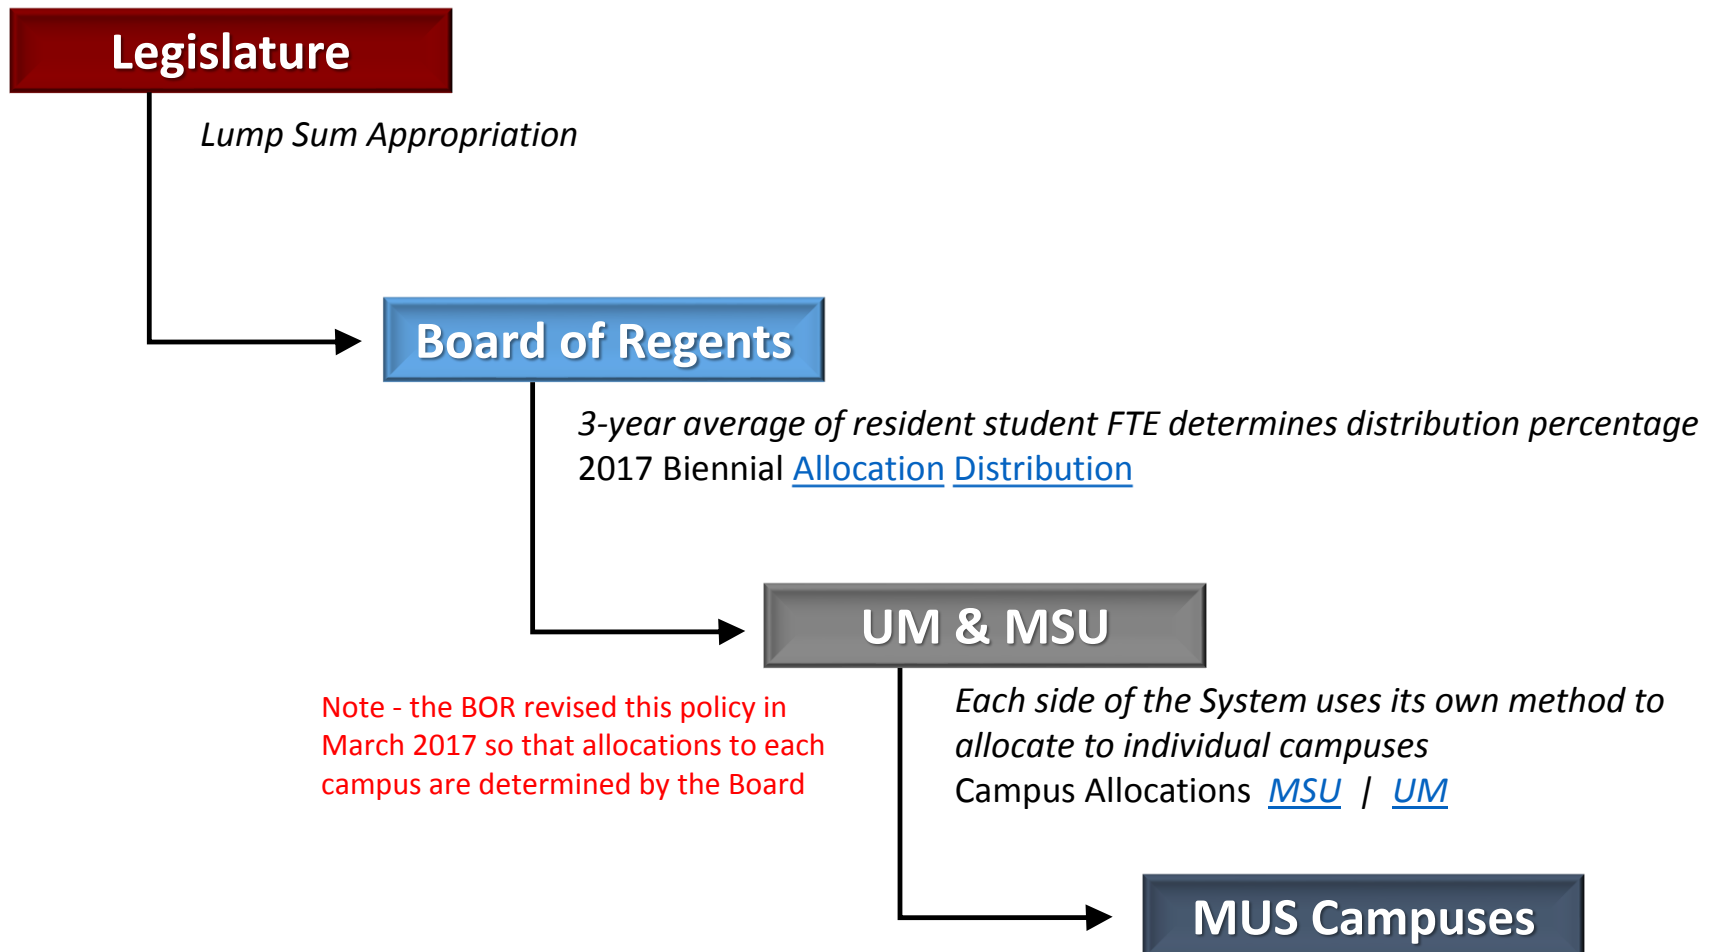 Legislature
Lump Sum Appropriation
Board of Regents
3-year average of resident student FTE determines distribution percentage
2017 Biennial Allocation Distribution
UM & MSU
Note - the BOR revised this policy in
March 2017 so that allocations to each
campus are determined by the Board
Each side of the System uses its own method to
allocate to individual campuses
Campus Allocations MSU | UM
MUS Campuses